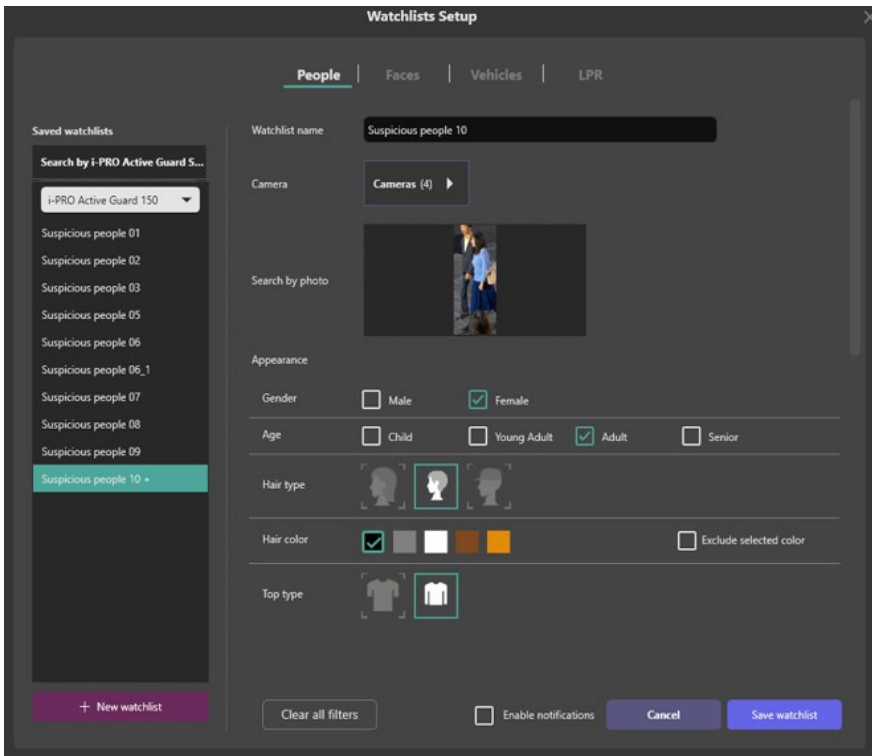 Watchlists Setup
People
Faces
Vehicles
LPR
Saved watchlists
Search by i-PRO Active Guard S...
i-PRO Active Guard 150
Suspicious people 01
Suspicious people 02
Suspicious people 03
Suspicious people 05
Suspicious people 06
Suspicious people 06_1
Suspicious people 07
Suspicious people 08
Suspicious people 09
Suspicious people 10 +
+ New watchlist
Watchlist name
Suspicious people 10
Camera
Cameras (4)
Search by photo
Appearance
Gender
Male
Female
Age
Child
Young Adult
Adult
Senior
Hair type
Hair color
Exclude selected color
Top type
Clear all filters
Enable notifications
Cancel
Save watchlist